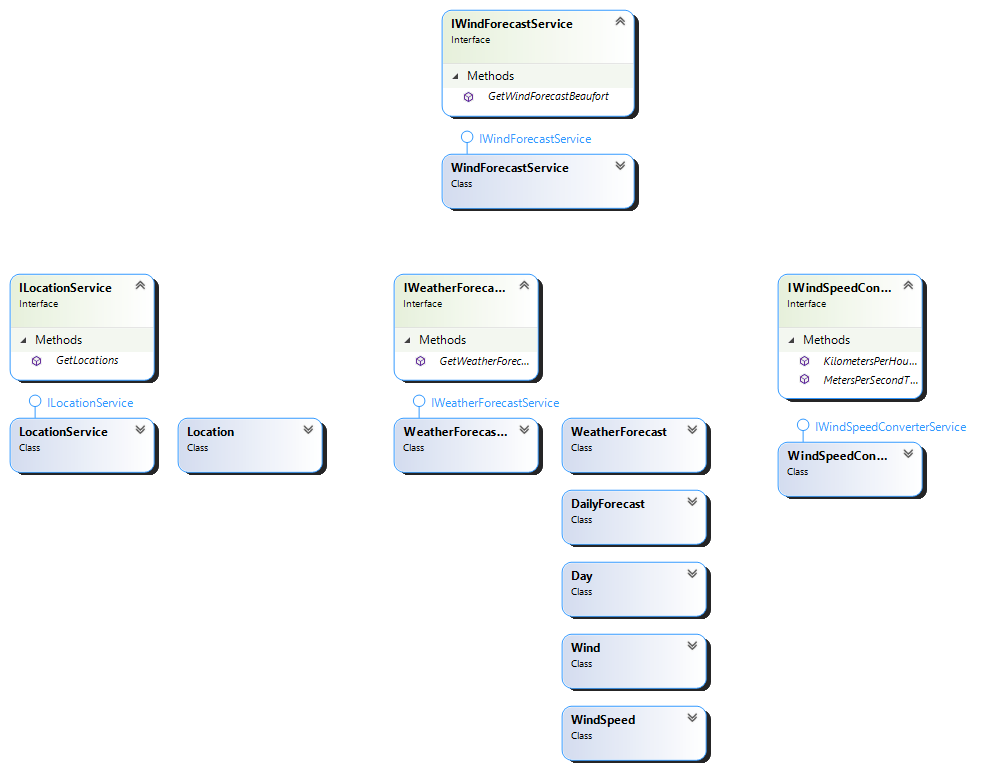 IWindForecastService
Interface
Methods
GetWindForecastBeaufort
IWindForecastService
WindForecastService
Class
ILocationService
Interface
Methods
GetLocations
ILocationService
LocationService
Class
Location
Class
IWeatherForeca...
Interface
Methods
GetWeatherForec...
IWeatherForecastService
WeatherForecas...
Class
WeatherForecast
Class
DailyForecast
Class
Day
Class
Wind
Class
WindSpeed
Class
IWindSpeedCon...
Interface
Methods
KilometersPerHou...
MetersPerSecondT...
IWindSpeedConverterService
WindSpeedCon...
Class